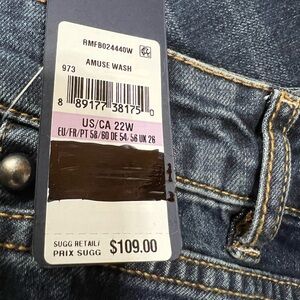 RMFB024440W
AMUSE WASH
973
8 89177 38175 0
US/CA 22W
EU/FR/PT 58/60 DE 54/56 UK 26
SUGG RETAIL/
PRIX SUGG
$109.00